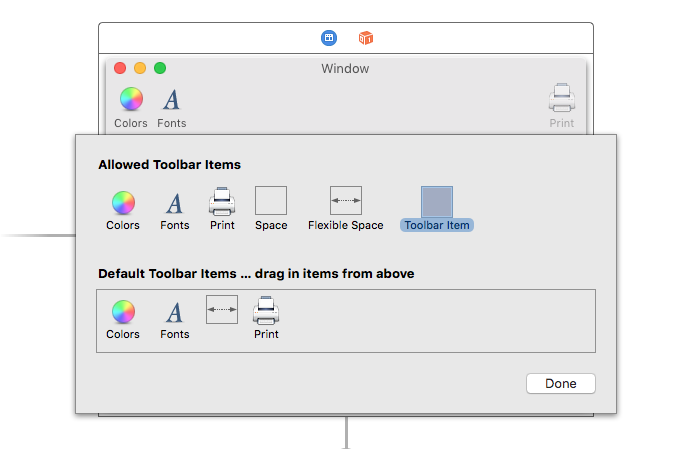 Window
Colors Fonts Print
Allowed Toolbar Items
Colors Fonts Print Space Flexible Space Toolbar Item
Default Toolbar Items ... drag in items from above
Colors Fonts Print
Done